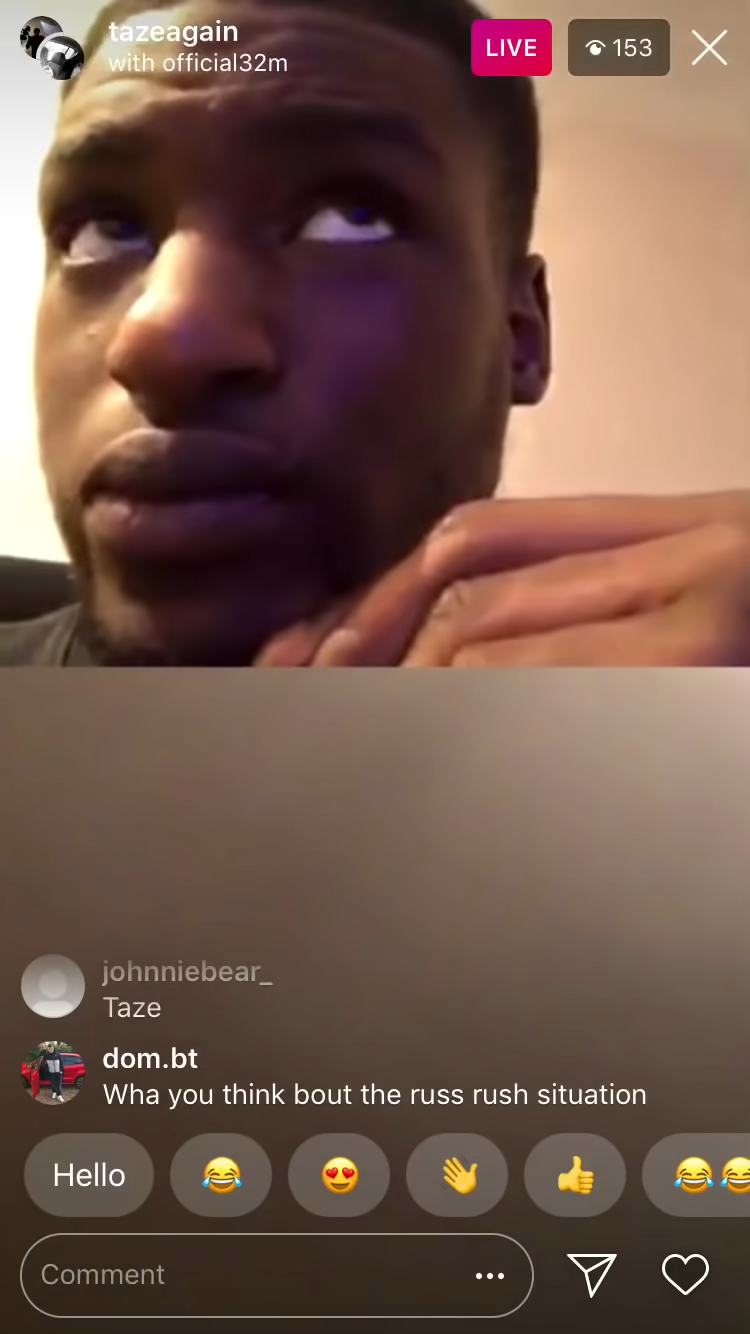 tazeagain
with official32m
LIVE
153
johnniebear_
Taze
dom.bt
Wha you think bout the russ rush situation
Hello
Comment